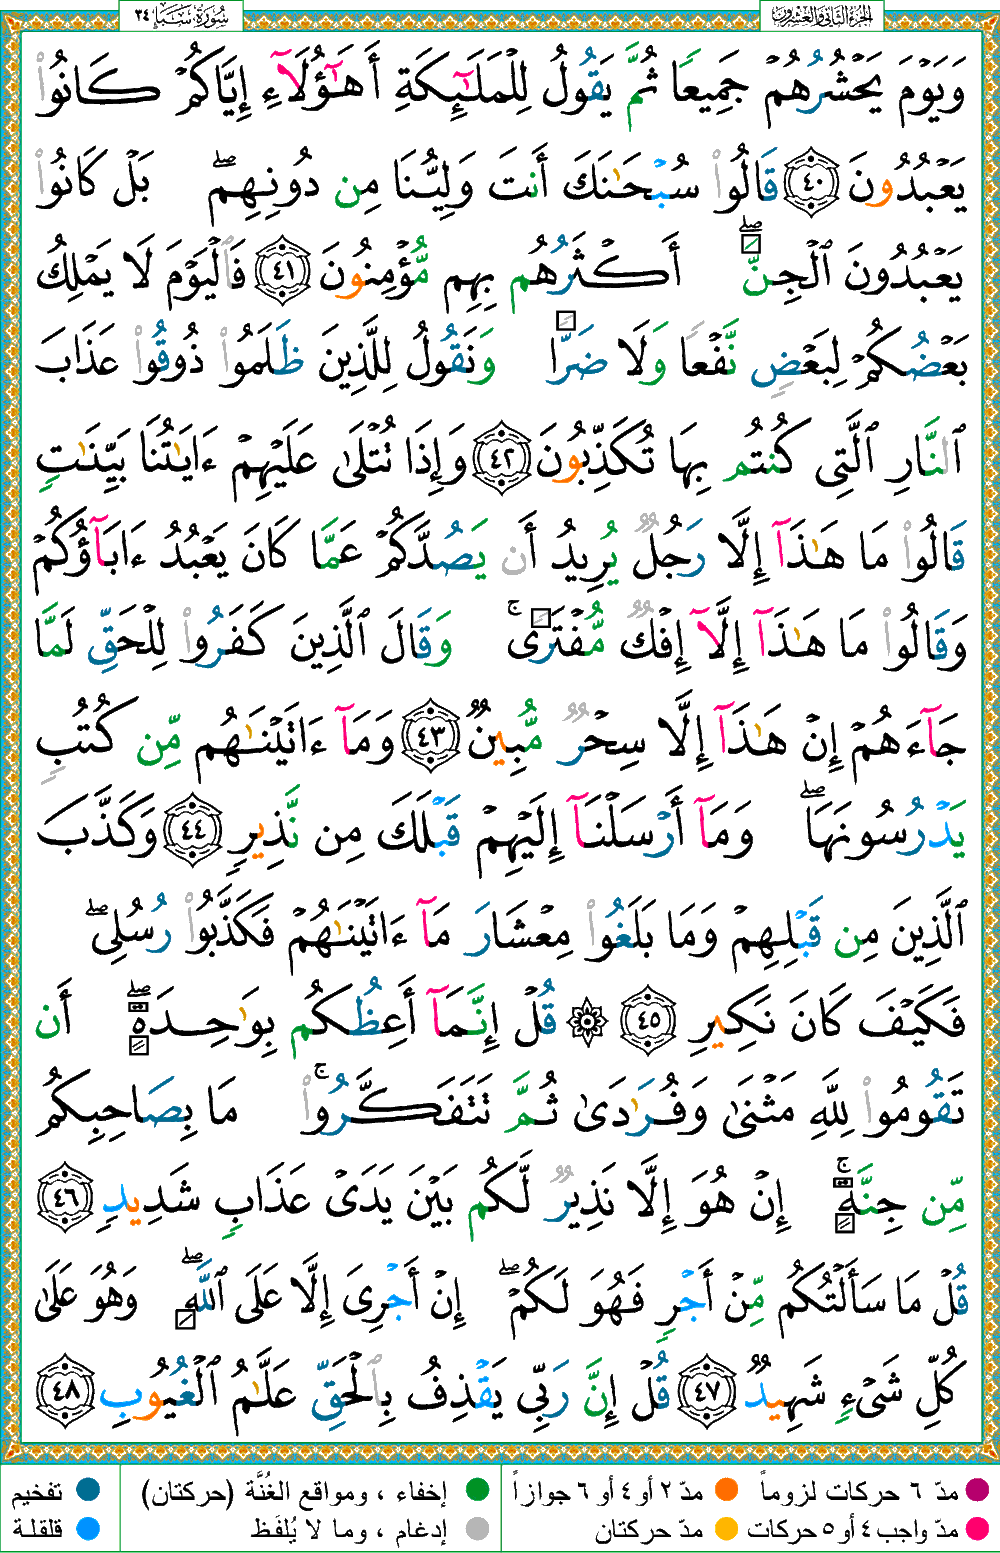 سُورَةُ سَبَإٍ ٣٤ الجزء الثاني والعشرون
وَيَوْمَ يَحْشُرُهُمْ جَمِيعًا ثُمَّ يَقُولُ لِلْمَلَـٰٓئِكَةِ أَهَـٰٓؤُلَآءِ إِيَّاكُمْ كَانُوا۟
يَعْبُدُونَ ﴿٤٠﴾ قَالُوا۟ سُبْحَـٰنَكَ أَنتَ وَلِيُّنَا مِن دُونِهِم ۖ بَلْ كَانُوا۟
يَعْبُدُونَ ٱلْجِنَّ ۖ أَكْثَرُهُم بِهِم مُّؤْمِنُونَ ﴿٤١﴾ فَٱلْيَوْمَ لَا يَمْلِكُ
بَعْضُكُمْ لِبَعْضٍ نَّفْعًا وَلَا ضَرًّا وَنَقُولُ لِلَّذِينَ ظَلَمُوا۟ ذُوقُوا۟ عَذَابَ
ٱلنَّارِ ٱلَّتِى كُنتُم بِهَا تُكَذِّبُونَ ﴿٤٢﴾ وَإِذَا تُتْلَىٰ عَلَيْهِمْ ءَايَـٰتُنَا بَيِّنَـٰتٍ
قَالُوا۟ مَا هَـٰذَآ إِلَّا رَجُلٌ يُرِيدُ أَن يَصُدَّكُمْ عَمَّا كَانَ يَعْبُدُ ءَابَآؤُكُمْ
وَقَالُوا۟ مَا هَـٰذَآ إِلَّآ إِفْكٌ مُّفْتَرًى ۚ وَقَالَ ٱلَّذِينَ كَفَرُوا۟ لِلْحَقِّ لَمَّا
جَآءَهُمْ إِنْ هَـٰذَآ إِلَّا سِحْرٌ مُّبِينٌ ﴿٤٣﴾ وَمَآ ءَاتَيْنَـٰهُم مِّن كُتُبٍ
يَدْرُسُونَهَا ۖ وَمَآ أَرْسَلْنَآ إِلَيْهِمْ قَبْلَكَ مِن نَّذِيرٍ ﴿٤٤﴾ وَكَذَّبَ
ٱلَّذِينَ مِن قَبْلِهِمْ وَمَا بَلَغُوا۟ مِعْشَارَ مَآ ءَاتَيْنَـٰهُمْ فَكَذَّبُوا۟ رُسُلِى ۖ
فَكَيْفَ كَانَ نَكِيرِ ﴿٤٥﴾ ۞ قُلْ إِنَّمَآ أَعِظُكُم بِوَٰحِدَةٍ ۖ أَن
تَقُومُوا۟ لِلَّهِ مَثْنَىٰ وَفُرَٰدَىٰ ثُمَّ تَتَفَكَّرُوا۟ ۚ مَا بِصَاحِبِكُم
مِّن جِنَّةٍ ۚ إِنْ هُوَ إِلَّا نَذِيرٌ لَّكُم بَيْنَ يَدَىْ عَذَابٍ شَدِيدٍ ﴿٤٦﴾
قُلْ مَا سَأَلْتُكُم مِّنْ أَجْرٍ فَهُوَ لَكُمْ ۖ إِنْ أَجْرِىَ إِلَّا عَلَى ٱللَّهِ ۖ وَهُوَ عَلَىٰ
كُلِّ شَىْءٍ شَهِيدٌ ﴿٤٧﴾ قُلْ إِنَّ رَبِّى يَقْذِفُ بِٱلْحَقِّ عَلَّـٰمُ ٱلْغُيُوبِ ﴿٤٨﴾
مدّ ٦ حركات لزوماً مدّ ٢ أو ٤ أو ٦ جوازاً إخفاء ، ومواقع الغُنَّة (حركتان) تفخيم
مدّ واجب ٤ أو ٥ حركات مدّ حركتان إدغام ، وما لا يُلفَظ قلقلة